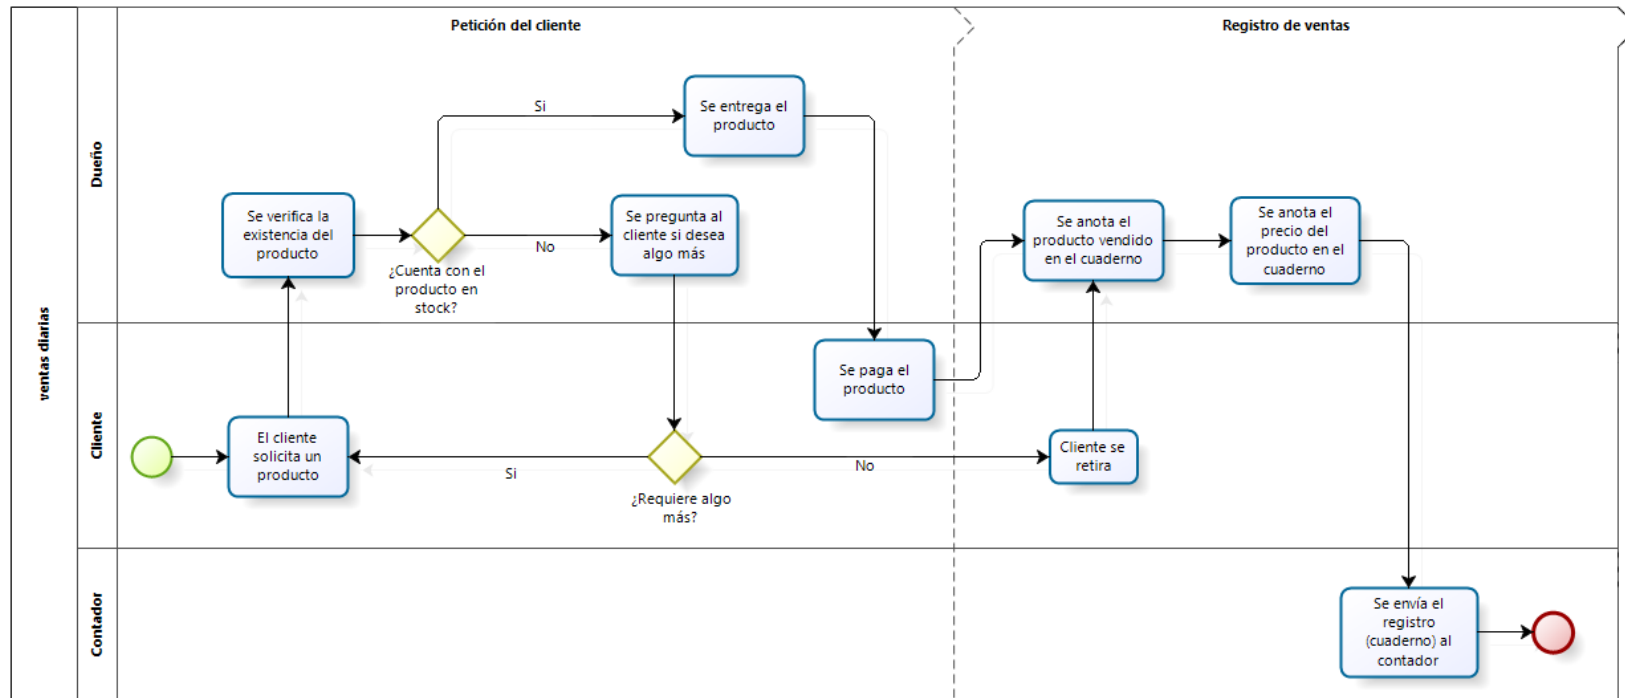 Petición del cliente
Registro de ventas
ventas diarias
Dueño
Si
Se entrega el
producto
Se verifica la
existencia del
producto
¿Cuenta con el
producto en
stock?
No
Se pregunta al
cliente si desea
algo más
Se anota el
producto vendido
en el cuaderno
Se anota el
precio del
producto en el
cuaderno
Cliente
Se paga el
producto
El cliente
solicita un
producto
Si
¿Requiere algo
más?
No
Cliente se
retira
Contador
Se envía el
registro
(cuaderno) al
contador